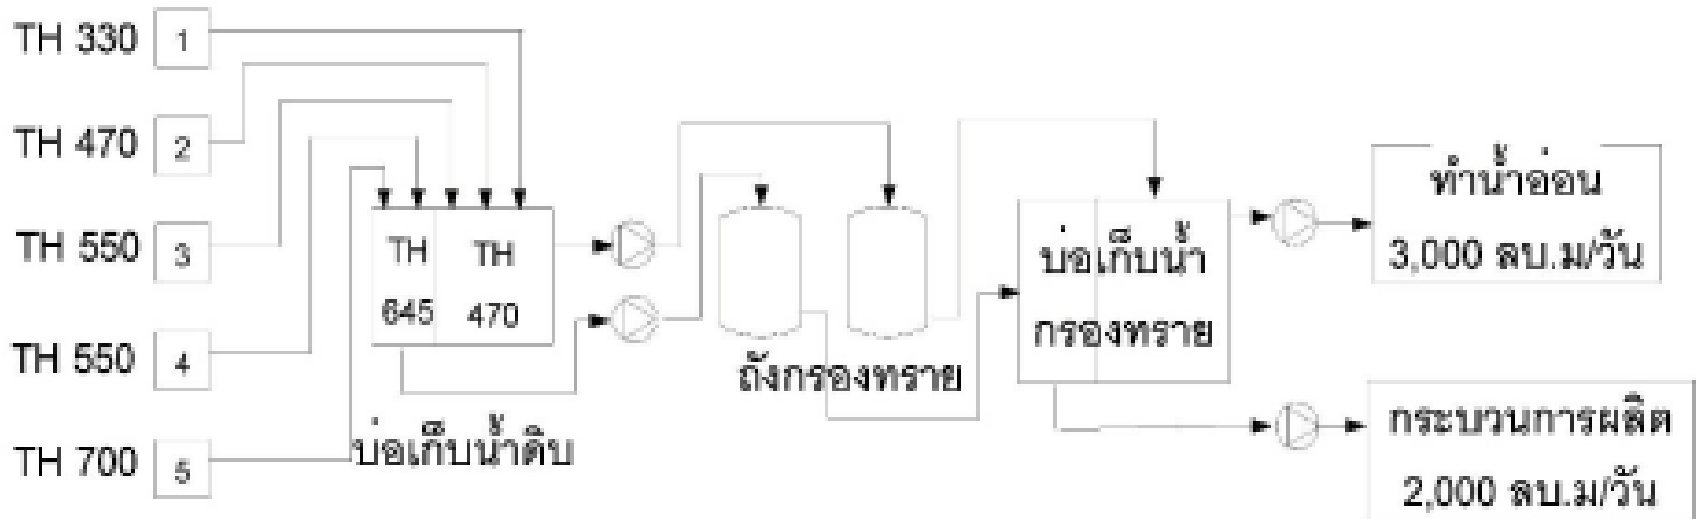 TH 330 1
TH 470 2
TH 550 3
TH 550 4
TH 700 5
TH
645
TH
470
บ่อเก็บน้ำดิบ
ถังกรองทราย
บ่อเก็บน้ำ
กรองทราย
ทำน้ำอ่อน
3,000 ลบ.ม/วัน
กระบวนการผลิต
2,000 ลบ.ม/วัน